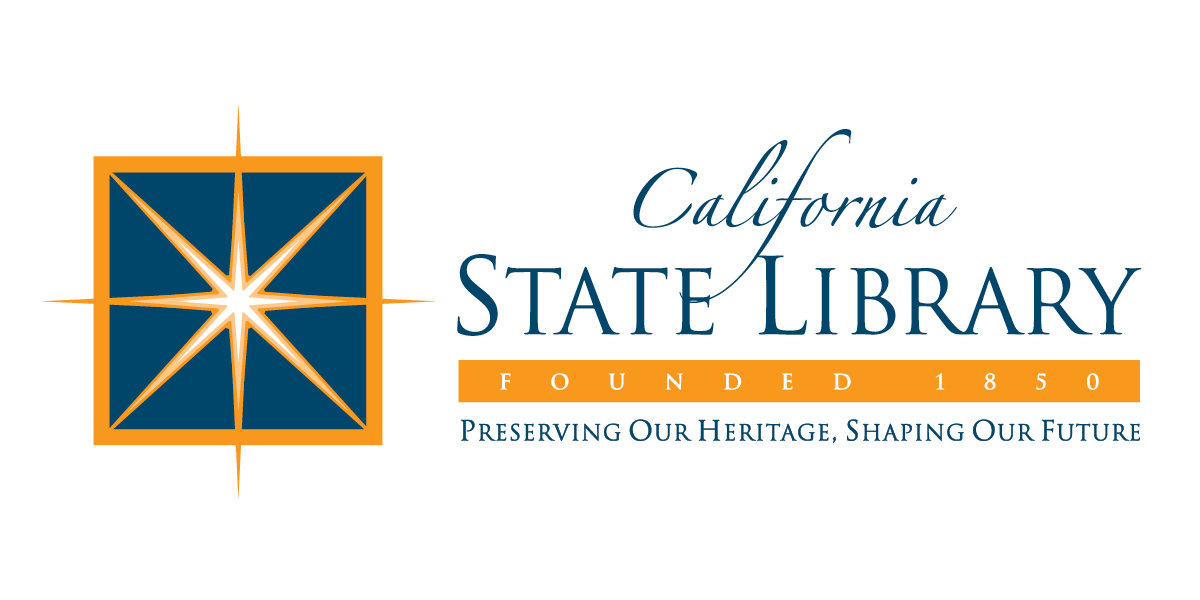 California
STATE LIBRARY
FOUNDED 1850
PRESERVING OUR HERITAGE, SHAPING OUR FUTURE